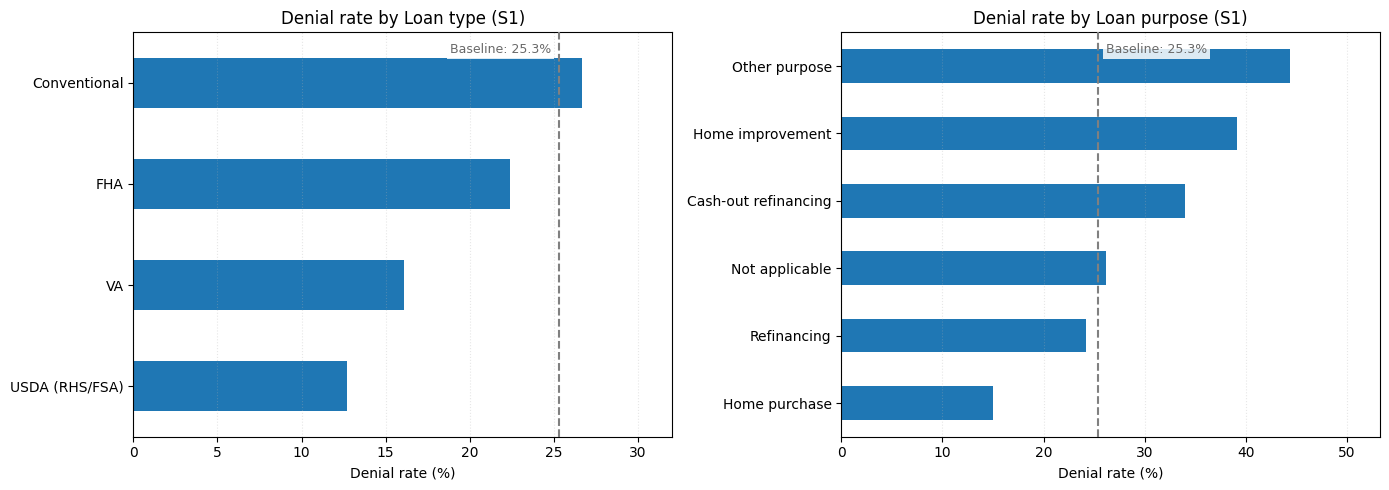 Denial rate by Loan type (S1)
Baseline: 25.3%
Conventional
FHA
VA
USDA (RHS/FSA)
0 5 10 15 20 25 30
Denial rate (%)
Denial rate by Loan purpose (S1)
Baseline: 25.3%
Other purpose
Home improvement
Cash-out refinancing
Not applicable
Refinancing
Home purchase
0 10 20 30 40 50
Denial rate (%)